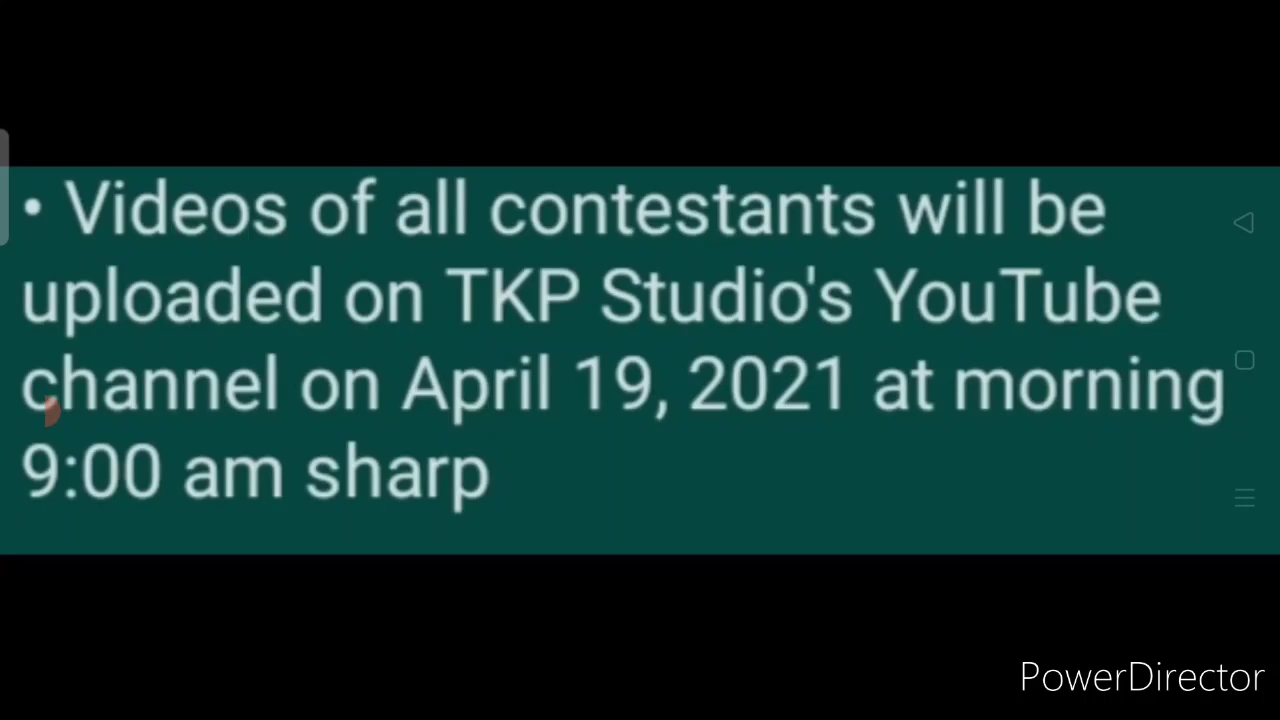 • Videos of all contestants will be
uploaded on TKP Studio's YouTube
channel on April 19, 2021 at morning
9:00 am sharp
PowerDirector